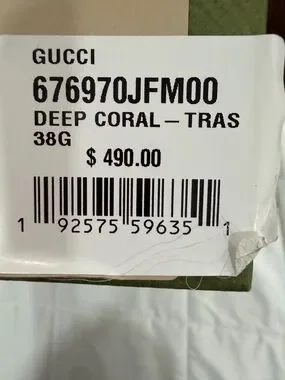 GUCCI
676970JFM00
DEEP CORAL – TRAS
38G
$ 490.00
1 92575 59635 1